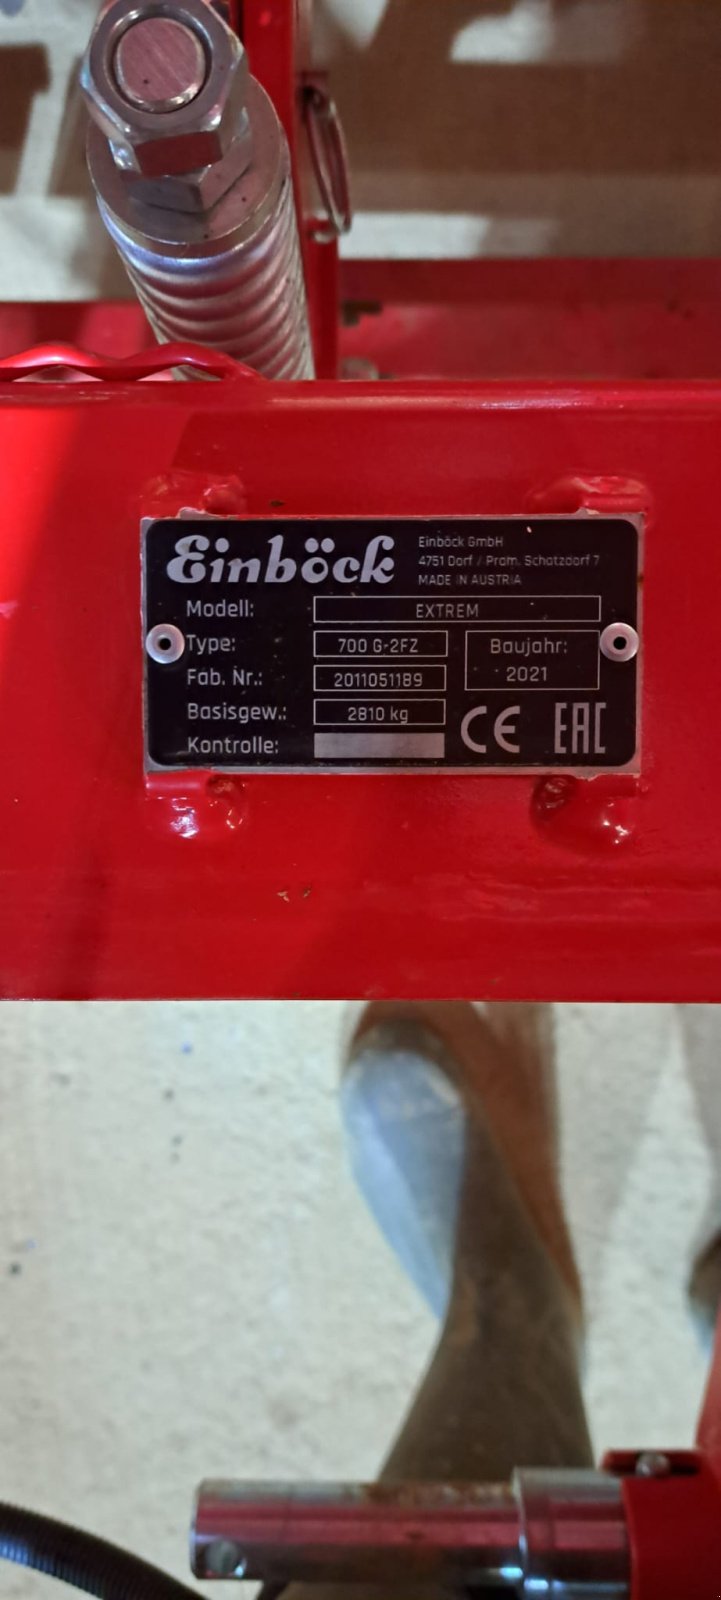 Einböck
Einböck GmbH
4751 Dorf / Pram, Schatzdorf 7
MADE IN AUSTRIA
Modell: EXTREM
Type: 700 G-2FZ
Baujahr: 2021
Fab. Nr.: 2011051189
Basisgew.: 2810 kg
Kontrolle:
CE EAC